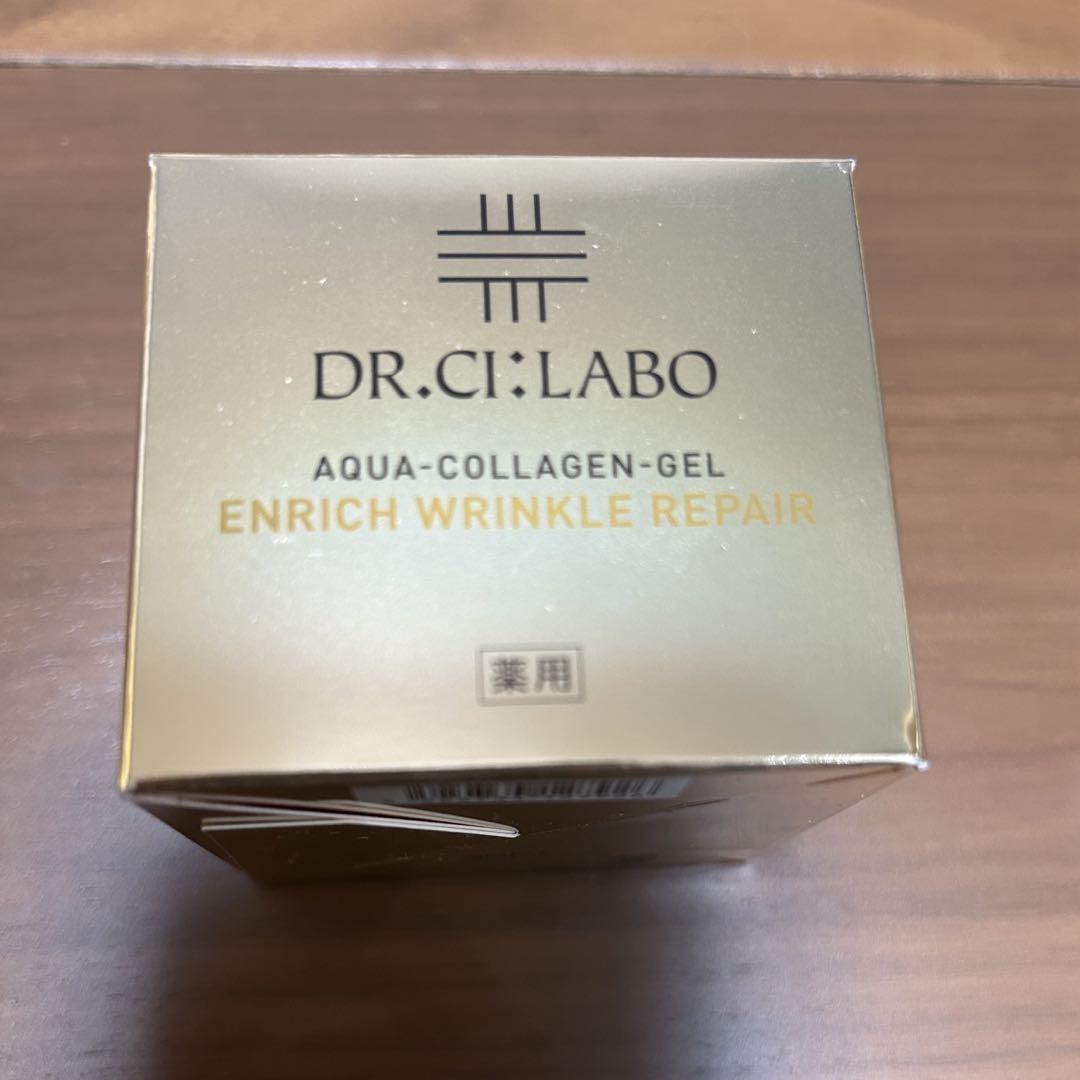 DR.CI:LABO
AQUA-COLLAGEN-GEL
ENRICH WRINKLE REPAIR
薬用